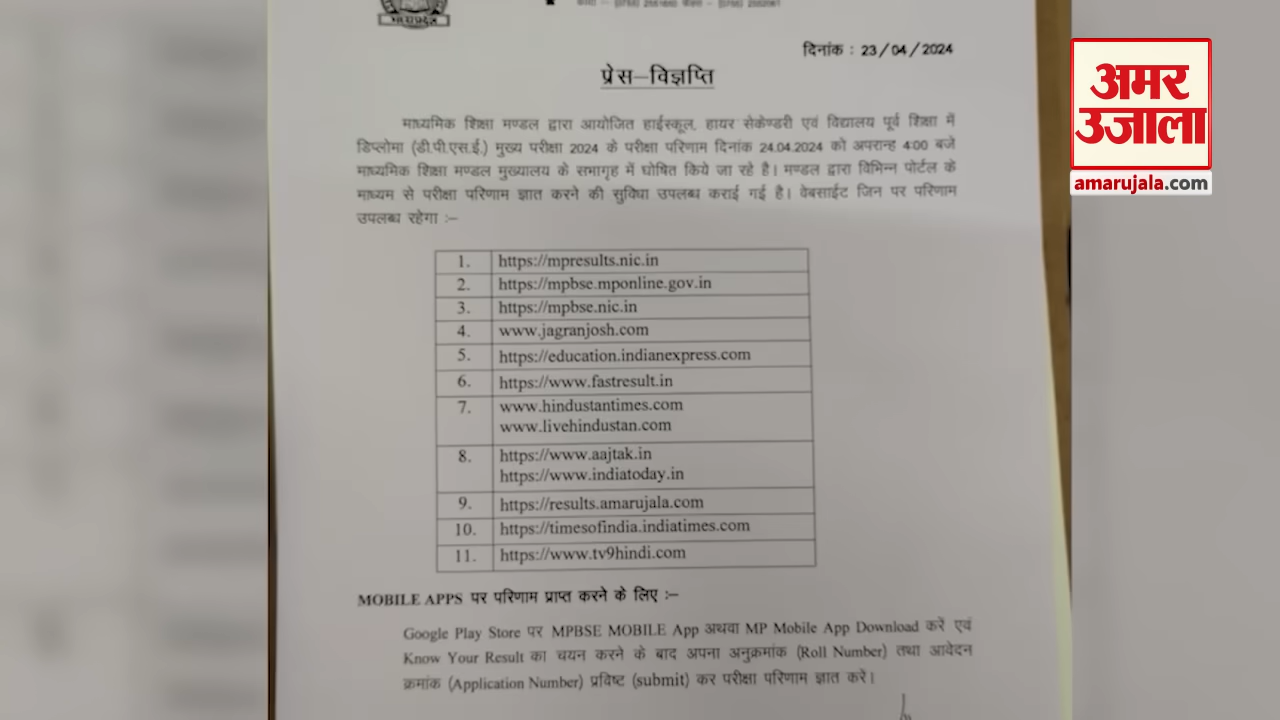 मध्यप्रदेश
दिनांक : 23/04/2024
प्रेस–विज्ञप्ति
माध्यमिक शिक्षा मण्डल द्वारा आयोजित हाईस्कूल, हायर सेकेण्डरी एवं विद्यालय पूर्व शिक्षा में
डिप्लोमा (डी.पी.एस.ई.) मुख्य परीक्षा 2024 के परीक्षा परिणाम दिनांक 24.04.2024 को अपरान्ह 4:00 बजे
माध्यमिक शिक्षा मण्डल मुख्यालय के सभागृह में घोषित किये जा रहे है। मण्डल द्वारा विभिन्न पोर्टल के
माध्यम से परीक्षा परिणाम ज्ञात करने की सुविधा उपलब्ध कराई गई है। वेबसाईट जिन पर परिणाम
उपलब्ध रहेगा :–
1. https://mpresults.nic.in
2. https://mpbse.mponline.gov.in
3. https://mpbse.nic.in
4. www.jagranjosh.com
5. https://education.indianexpress.com
6. https://www.fastresult.in
7. www.hindustantimes.com
www.livehindustan.com
8. https://www.aajtak.in
https://www.indiatoday.in
9. https://results.amarujala.com
10. https://timesofindia.indiatimes.com
11. https://www.tv9hindi.com
MOBILE APPS पर परिणाम प्राप्त करने के लिए :–
Google Play Store पर MPBSE MOBILE App अथवा MP Mobile App Download करें एवं
Know Your Result का चयन करने के बाद अपना अनुक्रमांक (Roll Number) तथा आवेदन
क्रमांक (Application Number) प्रविष्ट (submit) कर परीक्षा परिणाम ज्ञात करें।
अमर
उजाला
amarujala.com